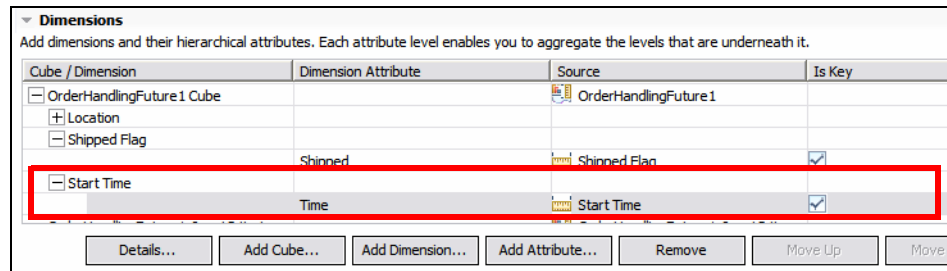 Dimensions
Add dimensions and their hierarchical attributes. Each attribute level enables you to aggregate the levels that are underneath it.
Cube / Dimension Dimension Attribute Source Is Key
OrderHandlingFuture1 Cube OrderHandlingFuture1
Location
Shipped Flag
Shipped Shipped Flag
Start Time
Time Start Time
Details... Add Cube... Add Dimension... Add Attribute... Remove Move Up Move